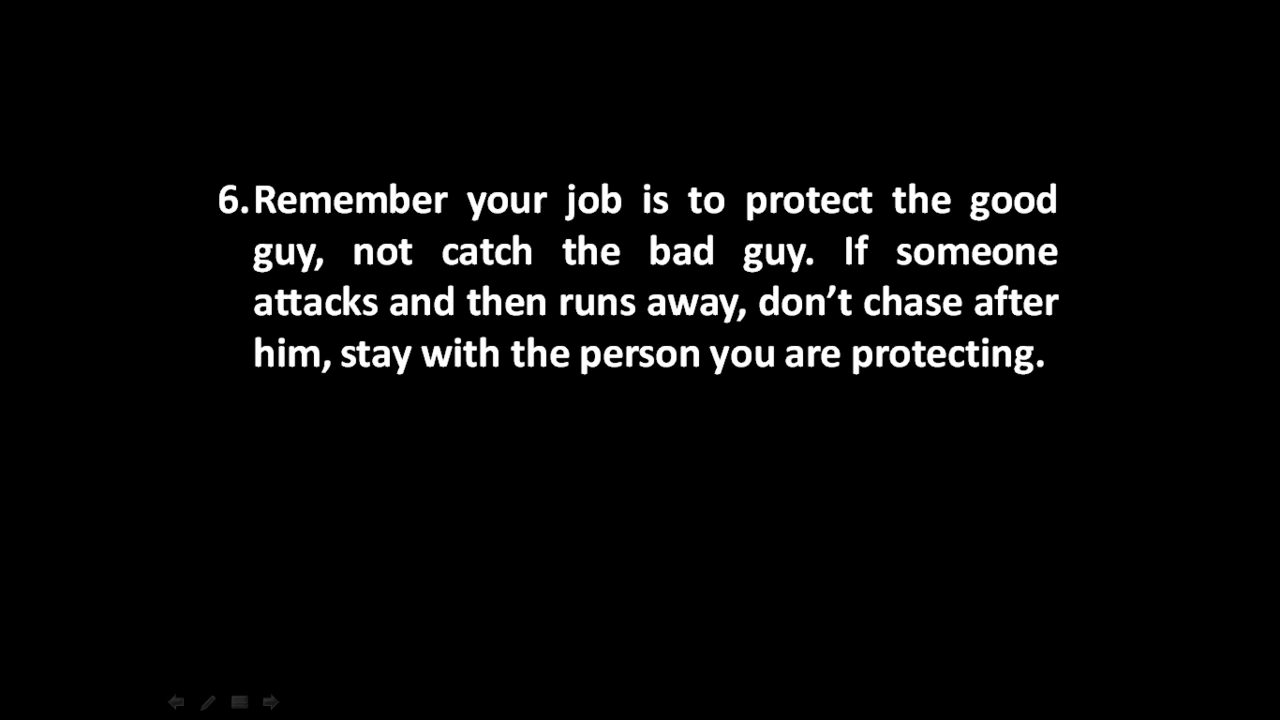 6. Remember your job is to protect the good
guy, not catch the bad guy. If someone
attacks and then runs away, don’t chase after
him, stay with the person you are protecting.